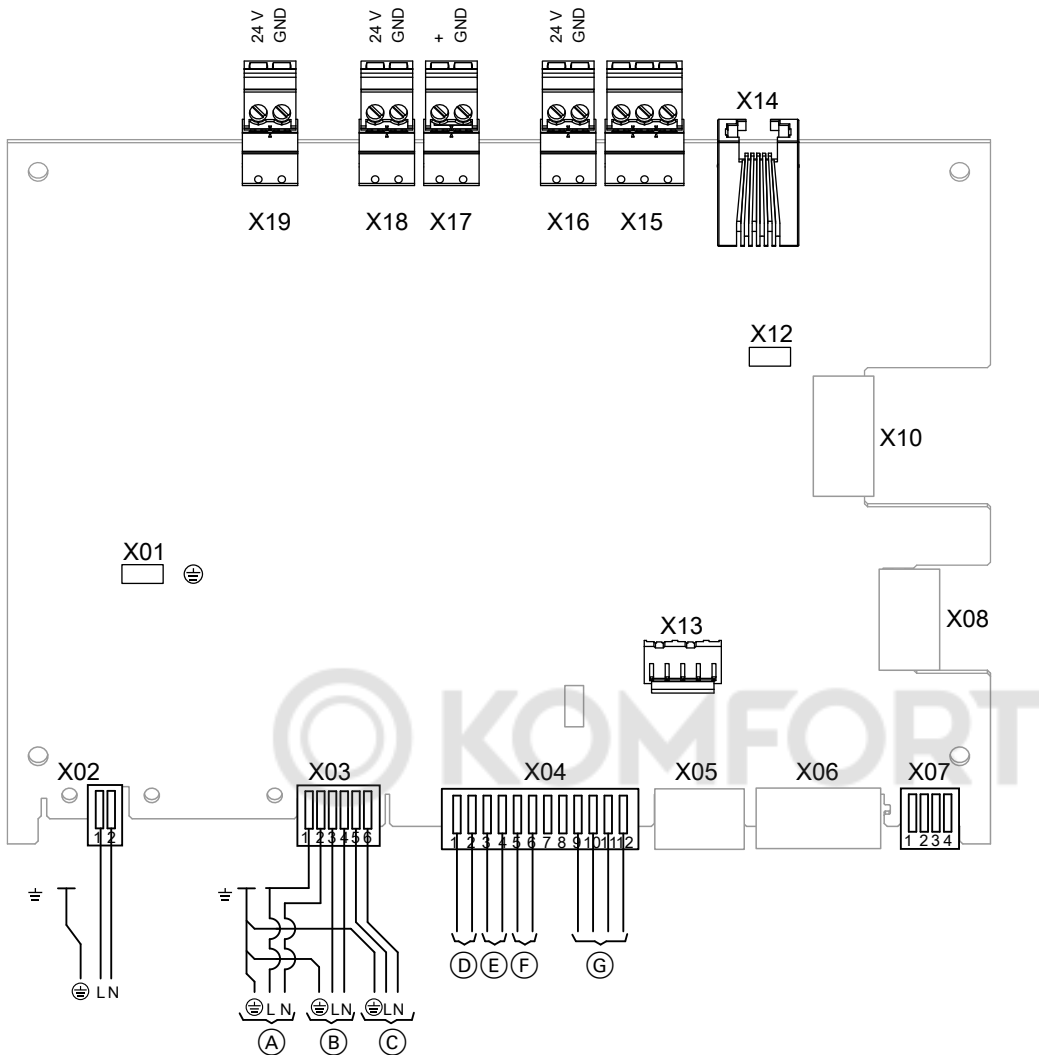 24 V GND 24 V GND + GND 24 V GND
X14
X19 X18 X17 X16 X15
X12
X10
X01
X08
X13
KOMFORT
X02 X03 X04 X05 X06 X07
1 2 1 2 3 4 5 6 1 2 3 4 5 6 7 8 9 10 11 12 1 2 3 4
D E F G
L N L N L N L N
A B C